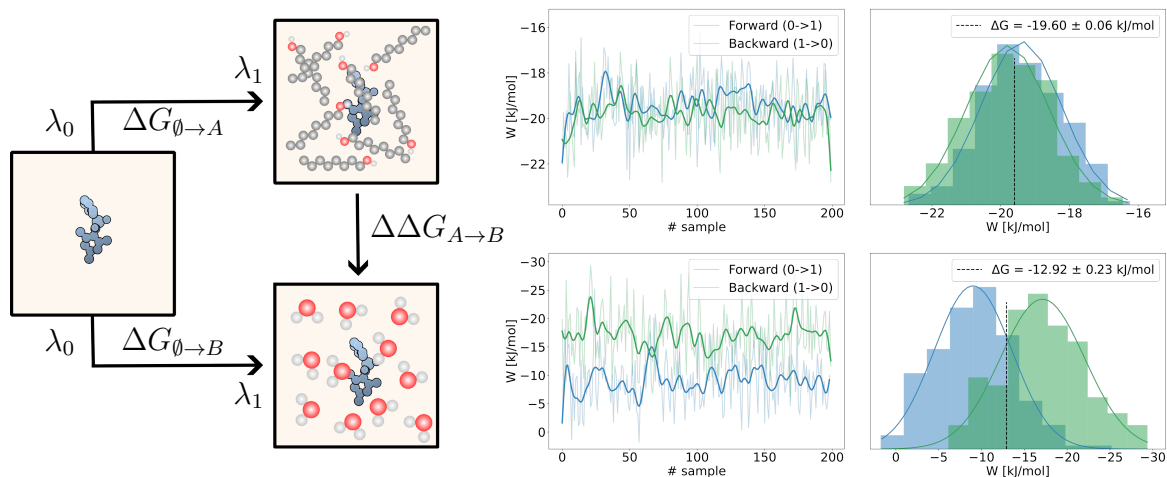 λ₀
ΔG_{∅→A}
λ₁
ΔΔG_{A→B}
λ₀
ΔG_{∅→B}
λ₁
−16
−18
−20
−22
W [kJ/mol]
Forward (0->1)
Backward (1->0)
0
50
100
150
200
# sample
ΔG = -19.60 ± 0.06 kJ/mol
−22
−20
−18
−16
W [kJ/mol]
−30
−25
−20
−15
−10
−5
0
W [kJ/mol]
Forward (0->1)
Backward (1->0)
0
50
100
150
200
# sample
ΔG = -12.92 ± 0.23 kJ/mol
0
−5
−10
−15
−20
−25
−30
W [kJ/mol]